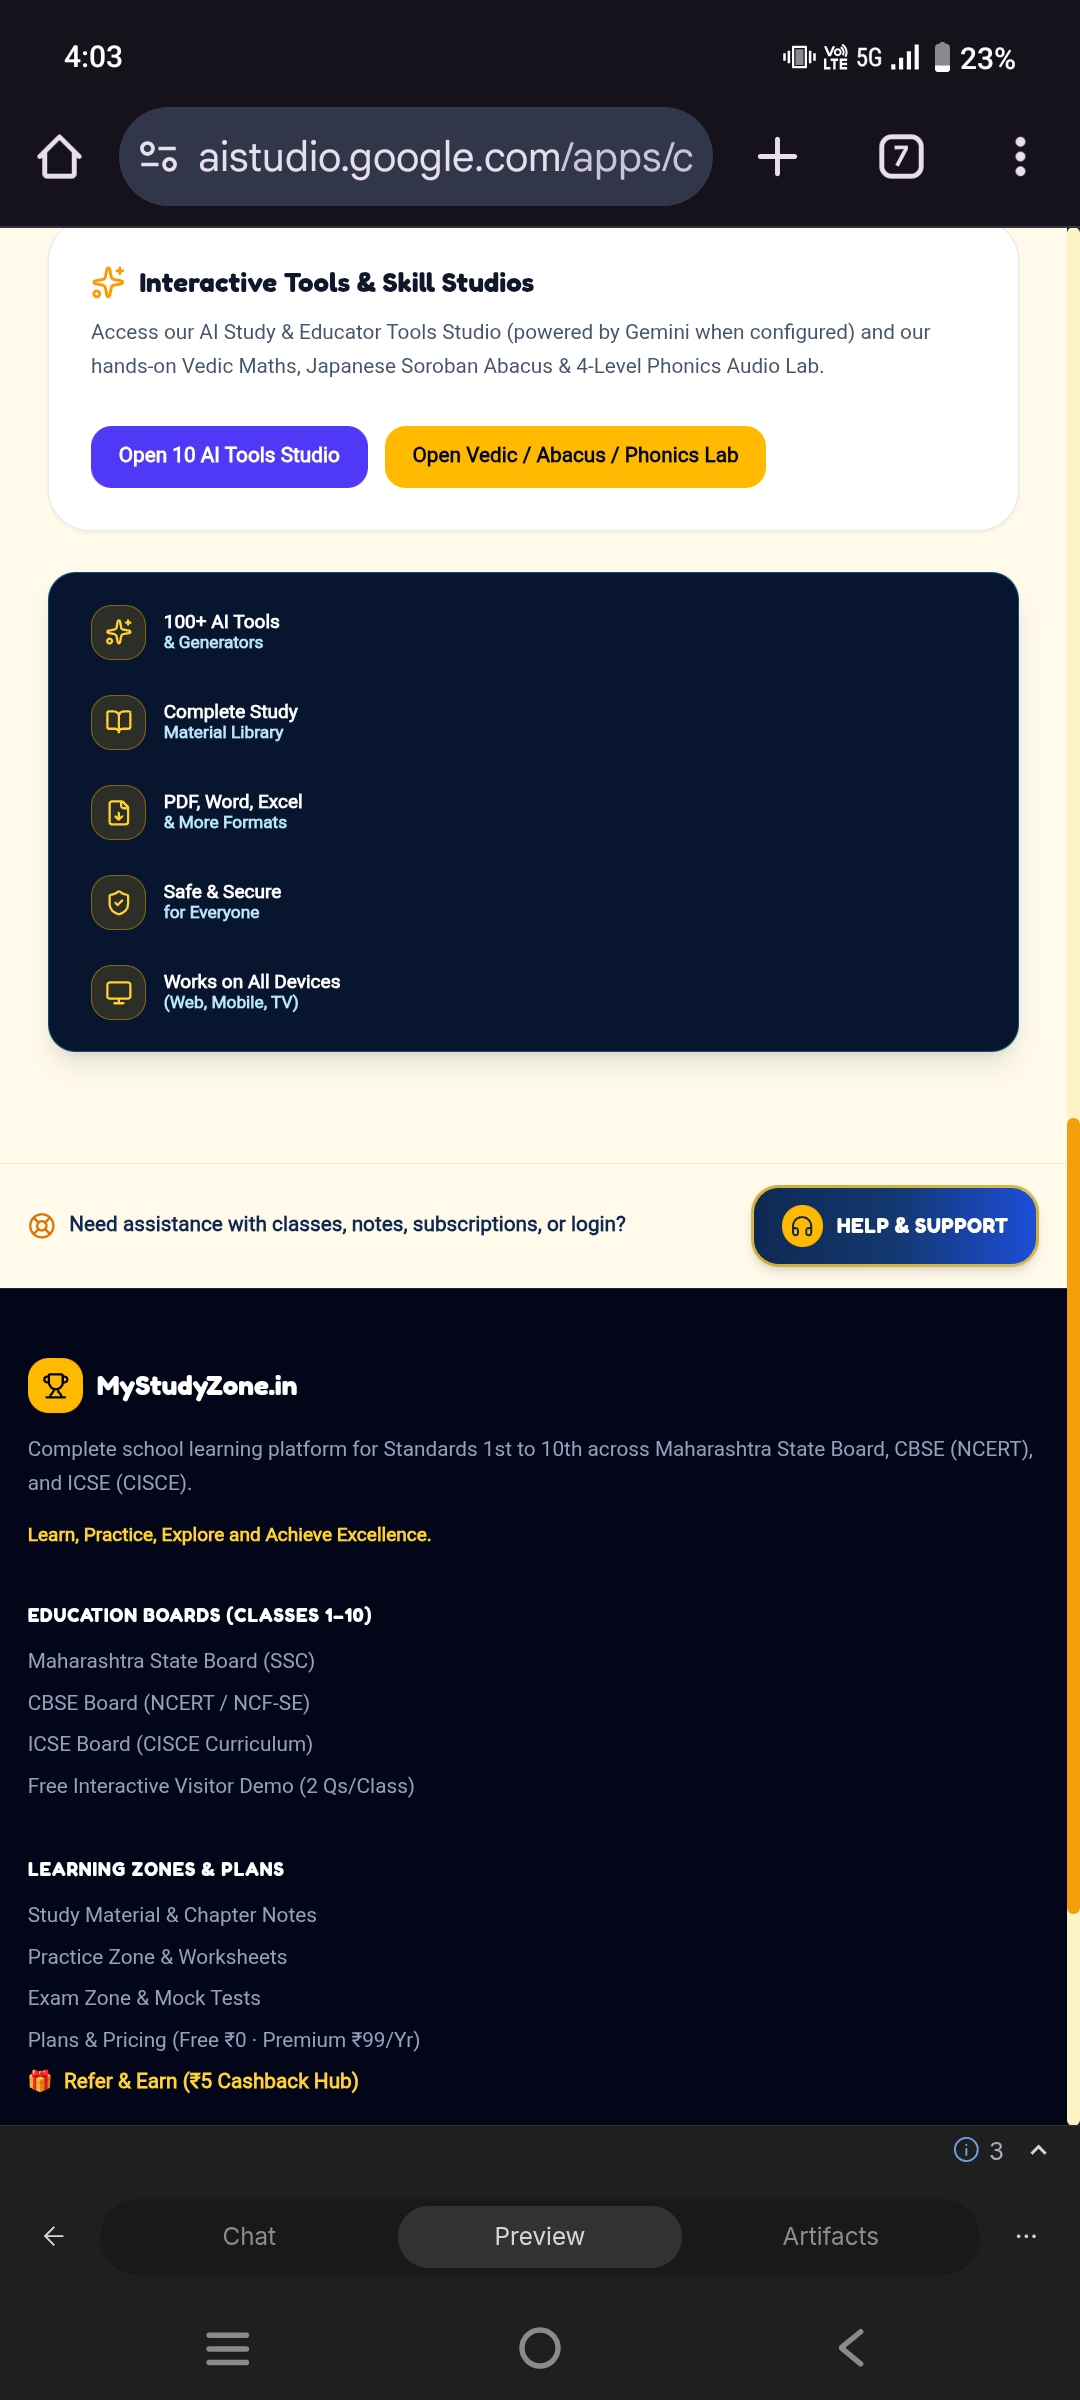 4:03
Vo)) LTE 5G 23%
aistudio.google.com/apps/c
7
Interactive Tools & Skill Studios
Access our AI Study & Educator Tools Studio (powered by Gemini when configured) and our
hands-on Vedic Maths, Japanese Soroban Abacus & 4-Level Phonics Audio Lab.
Open 10 AI Tools Studio
Open Vedic / Abacus / Phonics Lab
100+ AI Tools
& Generators
Complete Study
Material Library
PDF, Word, Excel
& More Formats
Safe & Secure
for Everyone
Works on All Devices
(Web, Mobile, TV)
Need assistance with classes, notes, subscriptions, or login?
HELP & SUPPORT
MyStudyZone.in
Complete school learning platform for Standards 1st to 10th across Maharashtra State Board, CBSE (NCERT),
and ICSE (CISCE).
Learn, Practice, Explore and Achieve Excellence.
EDUCATION BOARDS (CLASSES 1–10)
Maharashtra State Board (SSC)
CBSE Board (NCERT / NCF-SE)
ICSE Board (CISCE Curriculum)
Free Interactive Visitor Demo (2 Qs/Class)
LEARNING ZONES & PLANS
Study Material & Chapter Notes
Practice Zone & Worksheets
Exam Zone & Mock Tests
Plans & Pricing (Free ₹0 · Premium ₹99/Yr)
🎁 Refer & Earn (₹5 Cashback Hub)
3
Chat
Preview
Artifacts